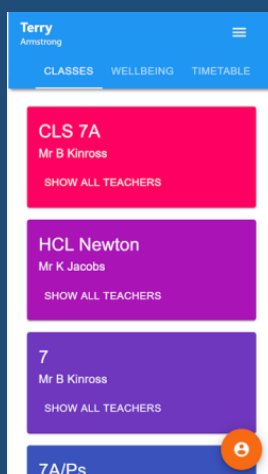 Terry
Armstrong
CLASSES WELLBEING TIMETABLE
CLS 7A
Mr B Kinross
SHOW ALL TEACHERS
HCL Newton
Mr K Jacobs
SHOW ALL TEACHERS
7
Mr B Kinross
SHOW ALL TEACHERS
7A/Ps